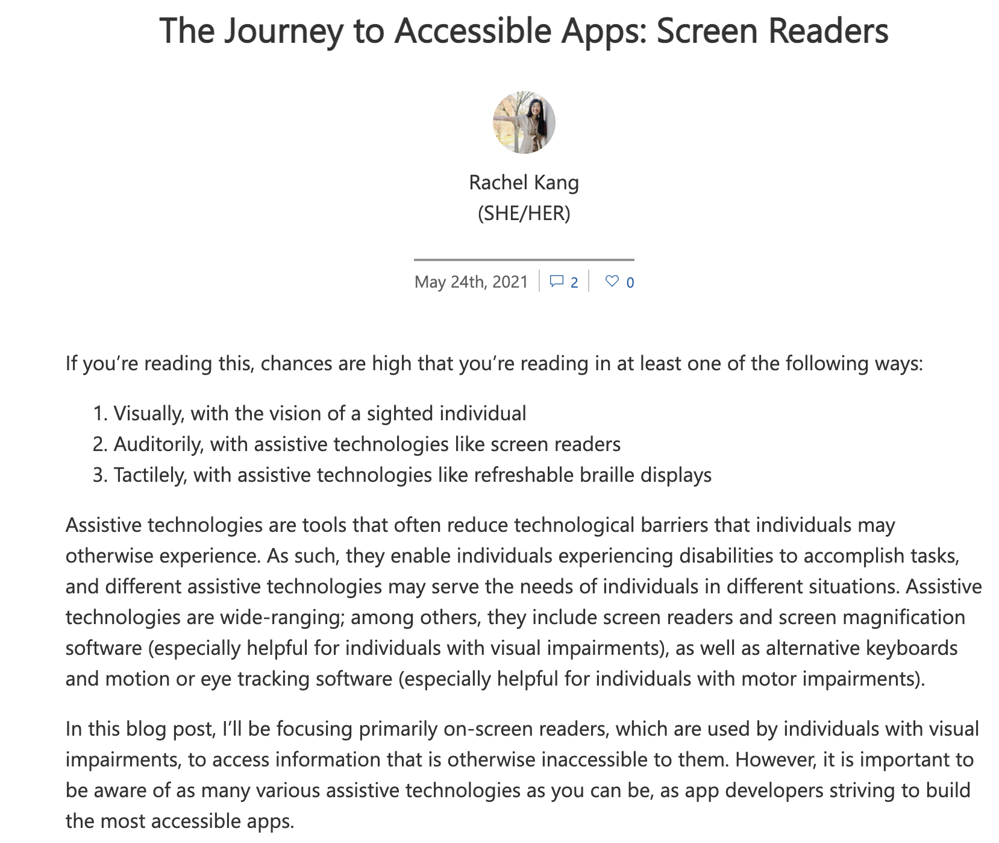 The Journey to Accessible Apps: Screen Readers
Rachel Kang
(SHE/HER)
May 24th, 2021 2 0
If you’re reading this, chances are high that you’re reading in at least one of the following ways:
1. Visually, with the vision of a sighted individual
2. Auditorily, with assistive technologies like screen readers
3. Tactilely, with assistive technologies like refreshable braille displays
Assistive technologies are tools that often reduce technological barriers that individuals may
otherwise experience. As such, they enable individuals experiencing disabilities to accomplish tasks,
and different assistive technologies may serve the needs of individuals in different situations. Assistive
technologies are wide-ranging; among others, they include screen readers and screen magnification
software (especially helpful for individuals with visual impairments), as well as alternative keyboards
and motion or eye tracking software (especially helpful for individuals with motor impairments).
In this blog post, I’ll be focusing primarily on-screen readers, which are used by individuals with visual
impairments, to access information that is otherwise inaccessible to them. However, it is important to
be aware of as many various assistive technologies as you can be, as app developers striving to build
the most accessible apps.